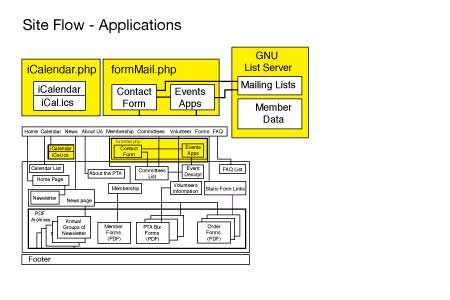 Site Flow - Applications
iCalendar.php
iCalendar
iCal.ics
formMail.php
Contact
Form
Events
Apps
GNU
List Server
Mailing Lists
Member
Data
Home Calendar News About Us Membership Committees Volunteer Forms FAQ
iCalendar
iCal.ics
formMail.php
Contact
Form
Events
Apps
Calendar List
Home Page
About the PTA
Committees
List
Event
Descript
FAQ List
Newsletter
News page
Membership
Volunteers
information
Static Form Links
PDF
Archives
Annual
Groups of
Newsletter
Member
Forms
(PDF)
PTA Biz
Forms
(PDF)
Order
Forms
(PDF)
Footer